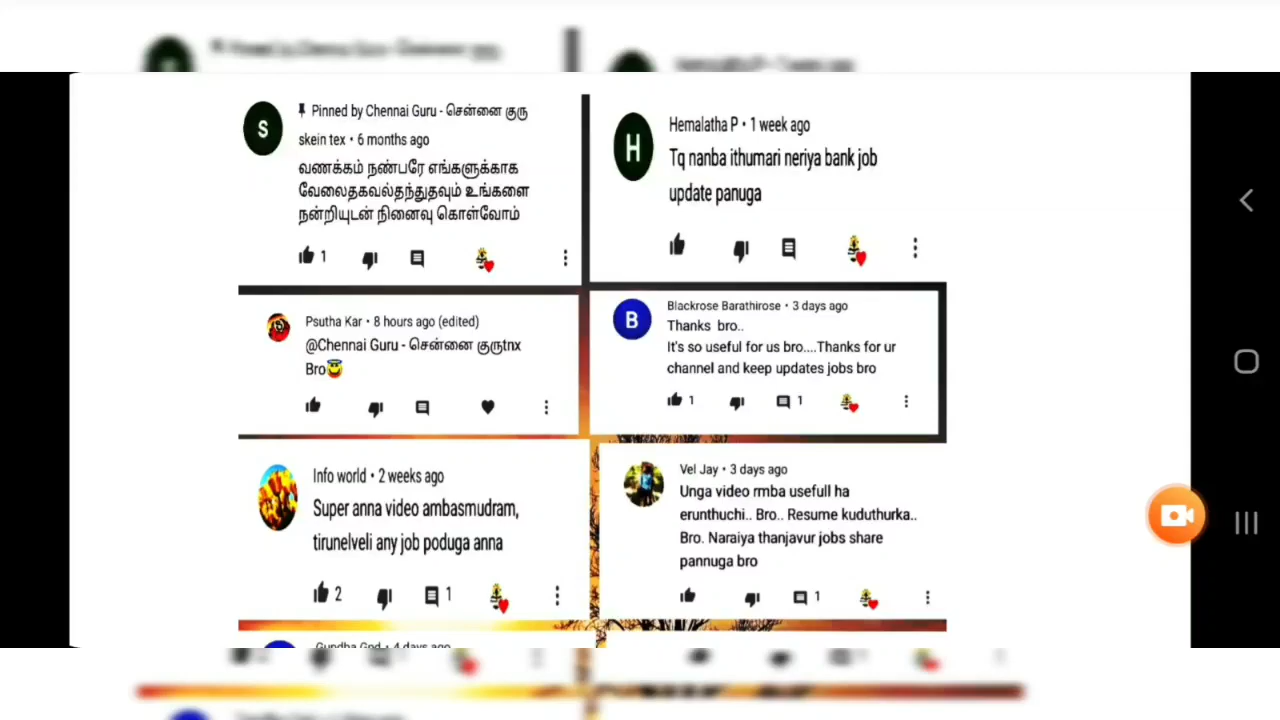 Pinned by Chennai Guru - சென்னை குரு
skein tex • 6 months ago
வணக்கம் நண்பரே எங்களுக்காக
வேலைதகவல்தந்துதவும் உங்களை
நன்றியுடன் நினைவு கொள்வோம்
1
Hemalatha P • 1 week ago
Tq nanba ithumari neriya bank job
update panuga
Psutha Kar • 8 hours ago (edited)
@Chennai Guru - சென்னை குருtnx
Bro
Blackrose Barathirose • 3 days ago
Thanks bro..
It's so useful for us bro....Thanks for ur
channel and keep updates jobs bro
1 1
Info world • 2 weeks ago
Super anna video ambasmudram,
tirunelveli any job poduga anna
2 1
Vel Jay • 3 days ago
Unga video rmba usefull ha
erunthuchi.. Bro.. Resume kuduthurka..
Bro. Naraiya thanjavur jobs share
pannuga bro
1